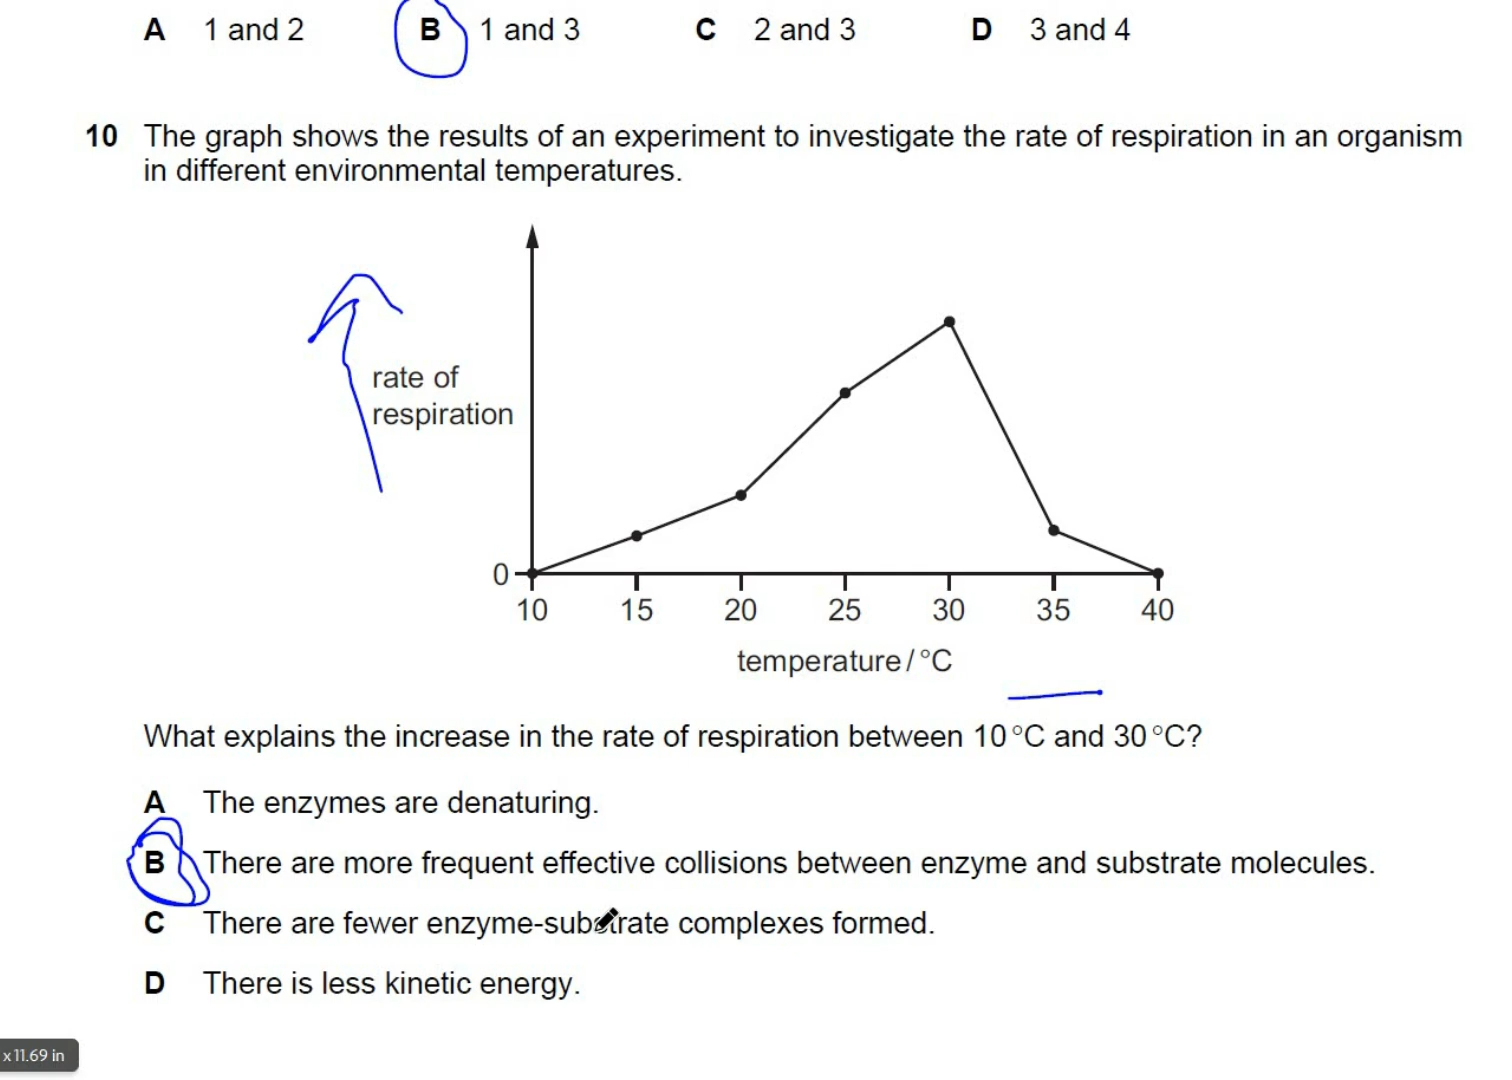 A 1 and 2 B 1 and 3 C 2 and 3 D 3 and 4
10 The graph shows the results of an experiment to investigate the rate of respiration in an organism
in different environmental temperatures.
rate of
respiration
0
10 15 20 25 30 35 40
temperature / °C
What explains the increase in the rate of respiration between 10 °C and 30 °C?
A The enzymes are denaturing.
B There are more frequent effective collisions between enzyme and substrate molecules.
C There are fewer enzyme-substrate complexes formed.
D There is less kinetic energy.
x 11.69 in